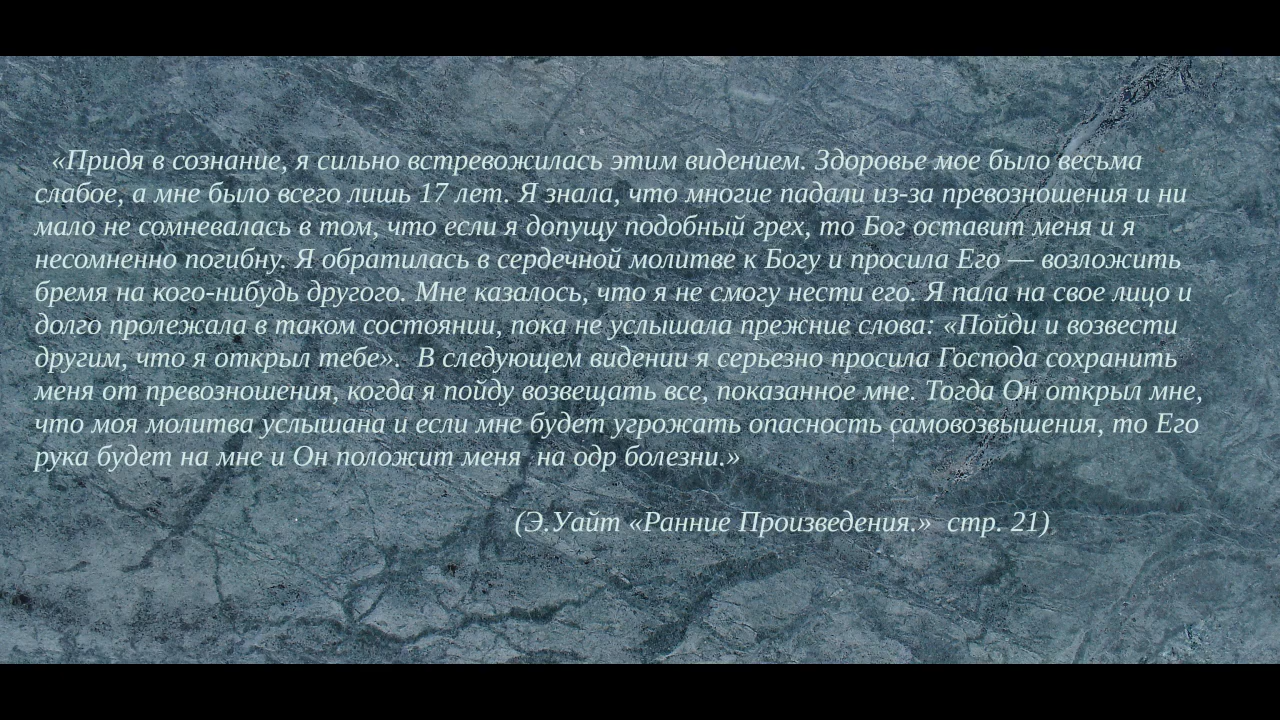 «Придя в сознание, я сильно встревожилась этим видением. Здоровье мое было весьма
слабое, а мне было всего лишь 17 лет. Я знала, что многие падали из-за превозношения и ни
мало не сомневалась в том, что если я допущу подобный грех, то Бог оставит меня и я
несомненно погибну. Я обратилась в сердечной молитве к Богу и просила Его — возложить
бремя на кого-нибудь другого. Мне казалось, что я не смогу нести его. Я пала на свое лицо и
долго пролежала в таком состоянии, пока не услышала прежние слова: «Пойди и возвести
другим, что я открыл тебе».  В следующем видении я серьезно просила Господа сохранить
меня от превозношения, когда я пойду возвещать все, показанное мне. Тогда Он открыл мне,
что моя молитва услышана и если мне будет угрожать опасность самовозвышения, то Его
рука будет на мне и Он положит меня  на одр болезни.»
(Э.Уайт «Ранние Произведения.»  стр. 21)